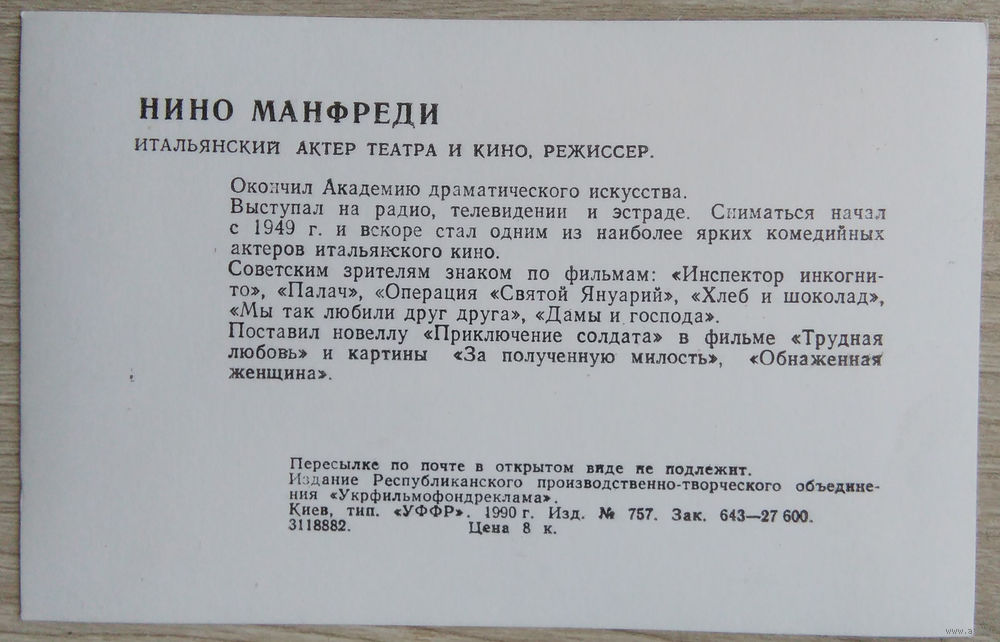 НИНО МАНФРЕДИ
ИТАЛЬЯНСКИЙ АКТЕР ТЕАТРА И КИНО, РЕЖИССЕР.
Окончил Академию драматического искусства.
Выступал на радио, телевидении и эстраде. Сниматься начал
с 1949 г. и вскоре стал одним из наиболее ярких комедийных
актеров итальянского кино.
Советским зрителям знаком по фильмам: «Инспектор инкогни-
то», «Палач», «Операция «Святой Януарий», «Хлеб и шоколад»,
«Мы так любили друг друга», «Дамы и господа».
Поставил новеллу «Приключение солдата» в фильме «Трудная
любовь» и картины «За полученную милость», «Обнаженная
женщина».
Пересылке по почте в открытом виде не подлежит.
Издание Республиканского производственно-творческого объедине-
ния «Укрфильмофондреклама».
Киев, тип. «УФФР». 1990 г. Изд. № 757. Зак. 643—27 600.
3118882. Цена 8 к.